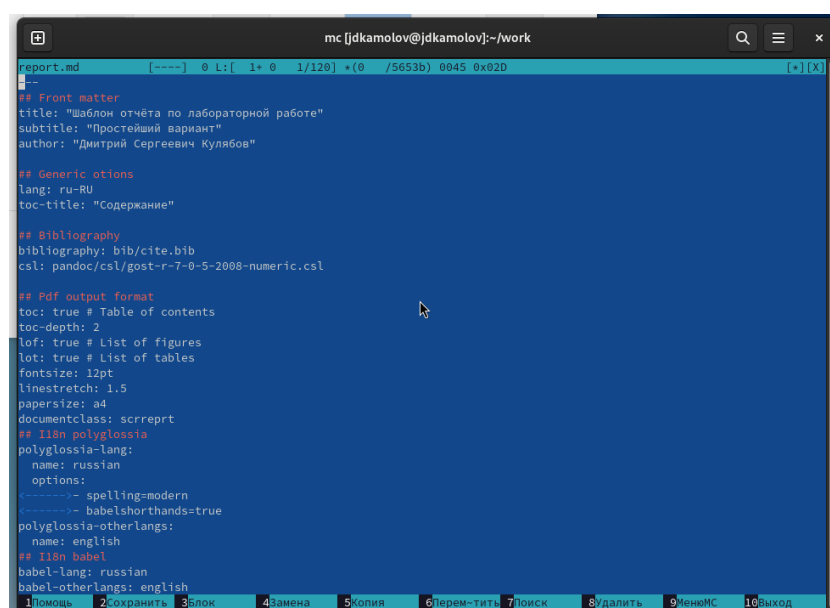 mc [jdkamolov@jdkamolov]:~/work
report.md [----] 0 L:[ 1+ 0 1/120] *(0 /5653b) 0045 0x02D [*][X]
---
## Front matter
title: "Шаблон отчёта по лабораторной работе"
subtitle: "Простейший вариант"
author: "Дмитрий Сергеевич Кулябов"
## Generic otions
lang: ru-RU
toc-title: "Содержание"
## Bibliography
bibliography: bib/cite.bib
csl: pandoc/csl/gost-r-7-0-5-2008-numeric.csl
## Pdf output format
toc: true # Table of contents
toc-depth: 2
lof: true # List of figures
lot: true # List of tables
fontsize: 12pt
linestretch: 1.5
papersize: a4
documentclass: scrreprt
## I18n polyglossia
polyglossia-lang:
  name: russian
  options:
<------>- spelling=modern
<------>- babelshorthands=true
polyglossia-otherlangs:
  name: english
## I18n babel
babel-lang: russian
babel-otherlangs: english
1Помощь 2Сохранить 3Блок 4Замена 5Копия 6Перем~тить 7Поиск 8Удалить 9МенюMC 10Выход